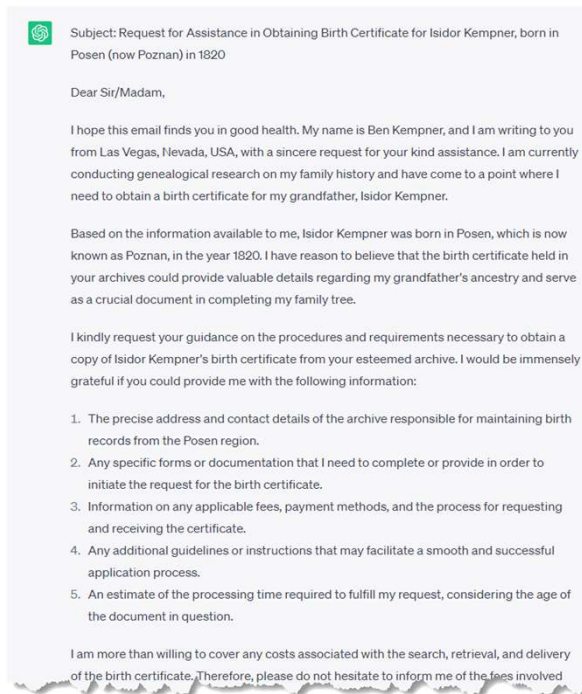 Subject: Request for Assistance in Obtaining Birth Certificate for Isidor Kempner, born in
Posen (now Poznan) in 1820
Dear Sir/Madam,
I hope this email finds you in good health. My name is Ben Kempner, and I am writing to you
from Las Vegas, Nevada, USA, with a sincere request for your kind assistance. I am currently
conducting genealogical research on my family history and have come to a point where I
need to obtain a birth certificate for my grandfather, Isidor Kempner.
Based on the information available to me, Isidor Kempner was born in Posen, which is now
known as Poznan, in the year 1820. I have reason to believe that the birth certificate held in
your archives could provide valuable details regarding my grandfather's ancestry and serve
as a crucial document in completing my family tree.
I kindly request your guidance on the procedures and requirements necessary to obtain a
copy of Isidor Kempner's birth certificate from your esteemed archive. I would be immensely
grateful if you could provide me with the following information:
1. The precise address and contact details of the archive responsible for maintaining birth
records from the Posen region.
2. Any specific forms or documentation that I need to complete or provide in order to
initiate the request for the birth certificate.
3. Information on any applicable fees, payment methods, and the process for requesting
and receiving the certificate.
4. Any additional guidelines or instructions that may facilitate a smooth and successful
application process.
5. An estimate of the processing time required to fulfill my request, considering the age of
the document in question.
I am more than willing to cover any costs associated with the search, retrieval, and delivery
of the birth certificate. Therefore, please do not hesitate to inform me of the fees involved